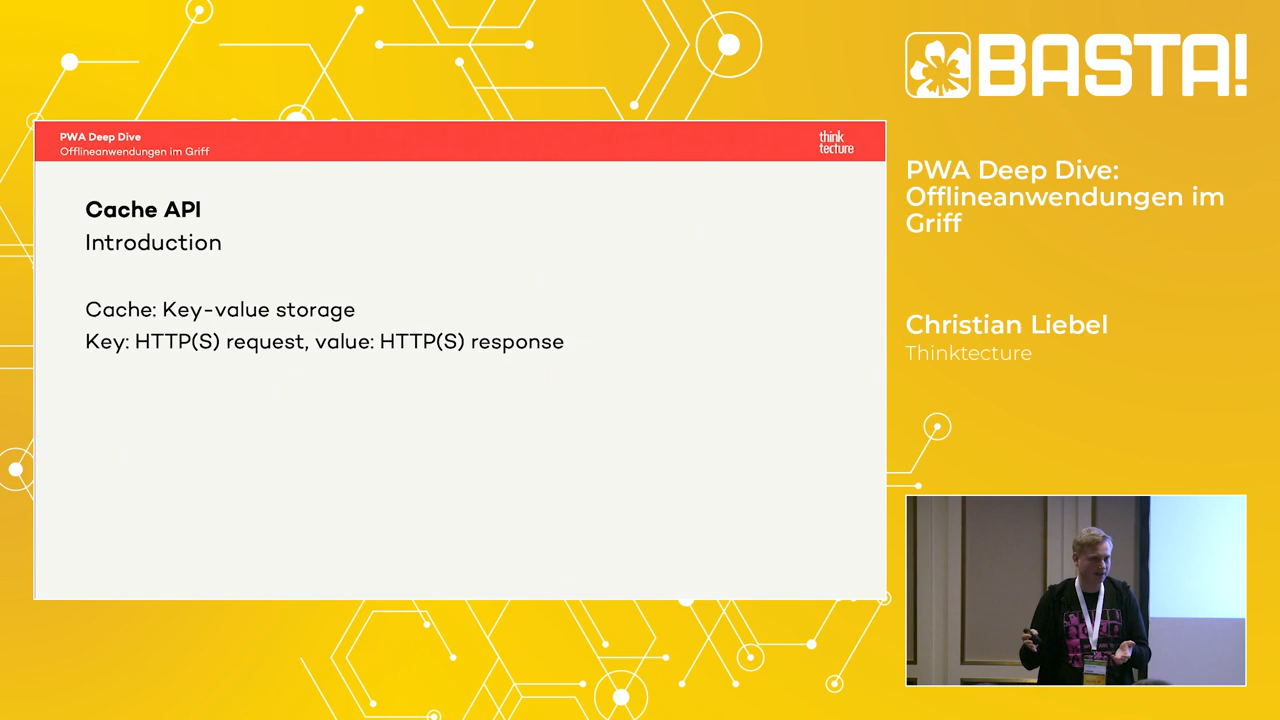 PWA Deep Dive
Offlineanwendungen im Griff
think
tecture
Cache API
Introduction
Cache: Key-value storage
Key: HTTP(S) request, value: HTTP(S) response
BASTA!
PWA Deep Dive:
Offlineanwendungen im
Griff
Christian Liebel
Thinktecture